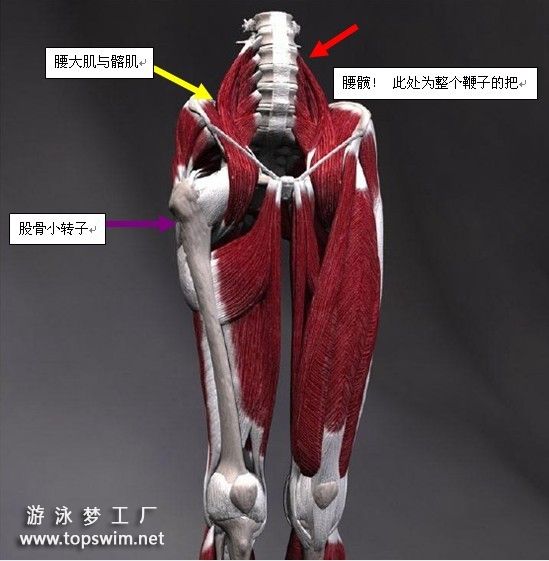 腰大肌与髂肌
腰髋! 此处为整个鞭子的把
股骨小转子
游泳梦工厂
www.topswim.net